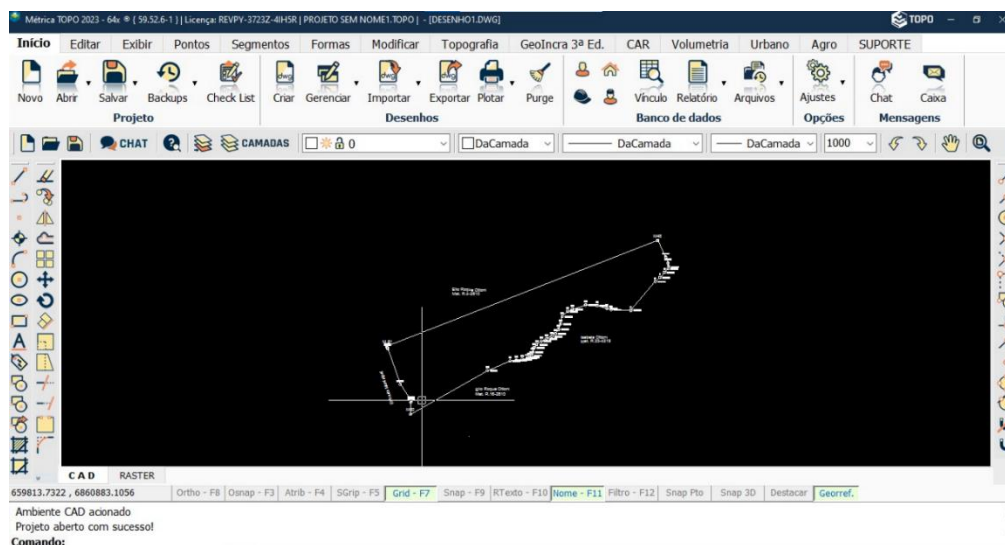 Métrica TOPO 2023 - 64x ® { 59.52.6-1 } | Licença: REVPY-3723Z-4IH5R | PROJETO SEM NOME1.TOPO | - [DESENHO1.DWG]
TOPO
Início Editar Exibir Pontos Segmentos Formas Modificar Topografia GeoIncra 3ª Ed. CAR Volumetria Urbano Agro SUPORTE
dwg dwg dwg
Novo Abrir Salvar Backups Check List Criar Gerenciar Importar Exportar Plotar Purge Vínculo Relatório Arquivos Ajustes Chat Caixa
Projeto Desenhos Banco de dados Opções Mensagens
CHAT CAMADAS 0 DaCamada DaCamada DaCamada 1000
CAD RASTER
659813.7322 , 6860883.1056 Ortho - F8 Osnap - F3 Atrib - F4 SGrip - F5 Grid - F7 Snap - F9 RTexto - F10 Nome - F11 Filtro - F12 Snap Pto Snap 3D Destacar Georref.
Ambiente CAD acionado
Projeto aberto com sucesso!
Comando: